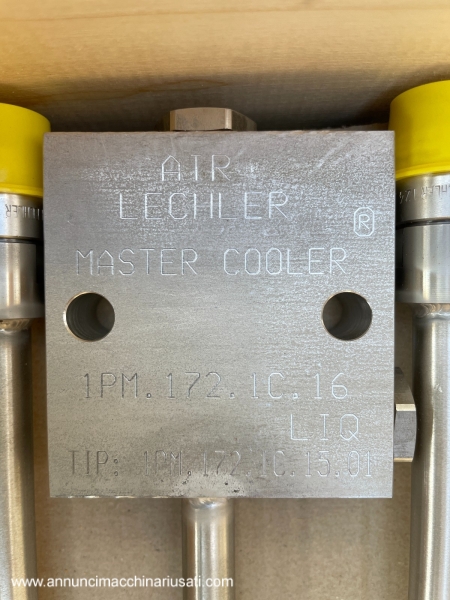 AIR
LECHLER
®
MASTER COOLER
1PM.172.1C.16
LIQ
TIP: 1PM.172.1C.15.01
www.annuncimacchinariusati.com